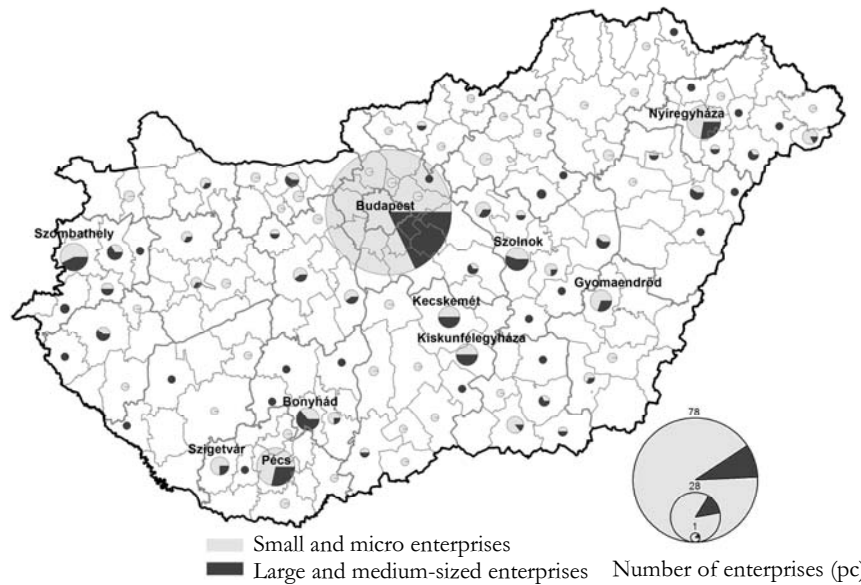 Nyíregyháza
Budapest
Szombathely
Szolnok
Gyomaendrőd
Kecskemét
Kiskunfélegyháza
Bonyhád
Szigetvár
Pécs
78
28
1
Small and micro enterprises
Large and medium-sized enterprises
Number of enterprises (pc